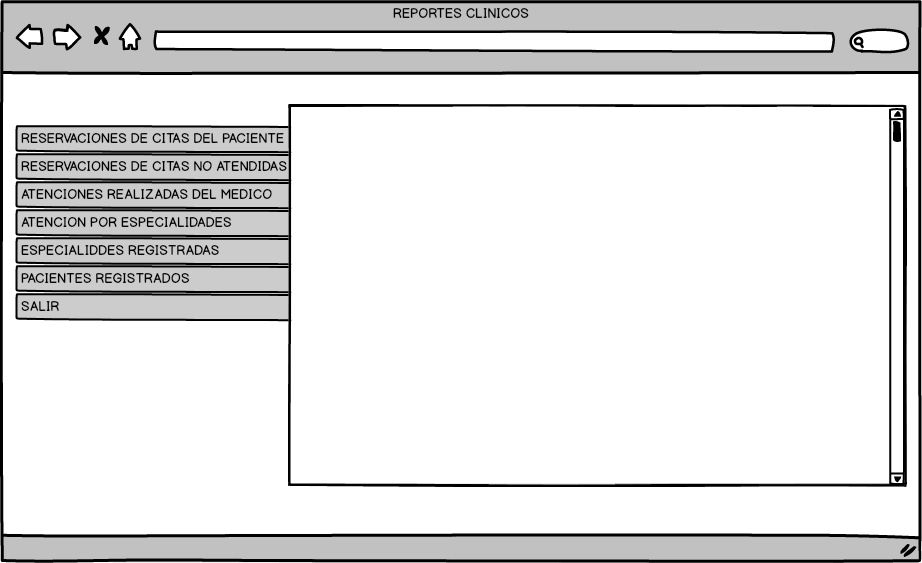 REPORTES CLINICOS
RESERVACIONES DE CITAS DEL PACIENTE
RESERVACIONES DE CITAS NO ATENDIDAS
ATENCIONES REALIZADAS DEL MEDICO
ATENCION POR ESPECIALIDADES
ESPECIALIDDES REGISTRADAS
PACIENTES REGISTRADOS
SALIR